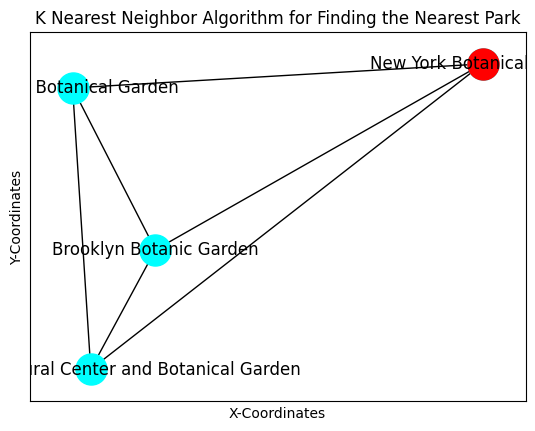 K Nearest Neighbor Algorithm for Finding the Nearest Park
New York Botanical
Botanical Garden
Brooklyn Botanic Garden
ural Center and Botanical Garden
Y-Coordinates
X-Coordinates